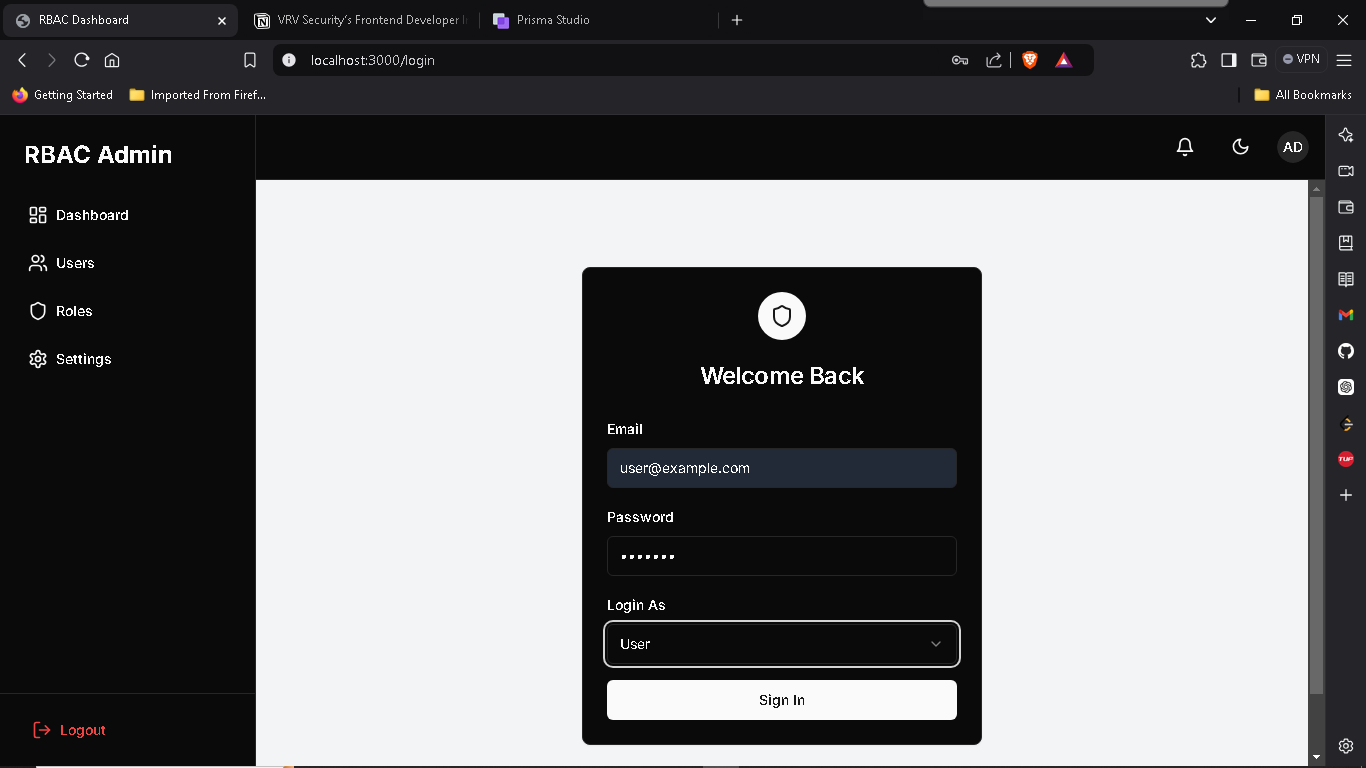 RBAC Dashboard
VRV Security's Frontend Developer I
Prisma Studio
localhost:3000/login
VPN
Getting Started
Imported From Firef...
All Bookmarks
RBAC Admin
AD
Dashboard
Users
Roles
Settings
Logout
Welcome Back
Email
user@example.com
Password
•••••••
Login As
User
Sign In
TUF